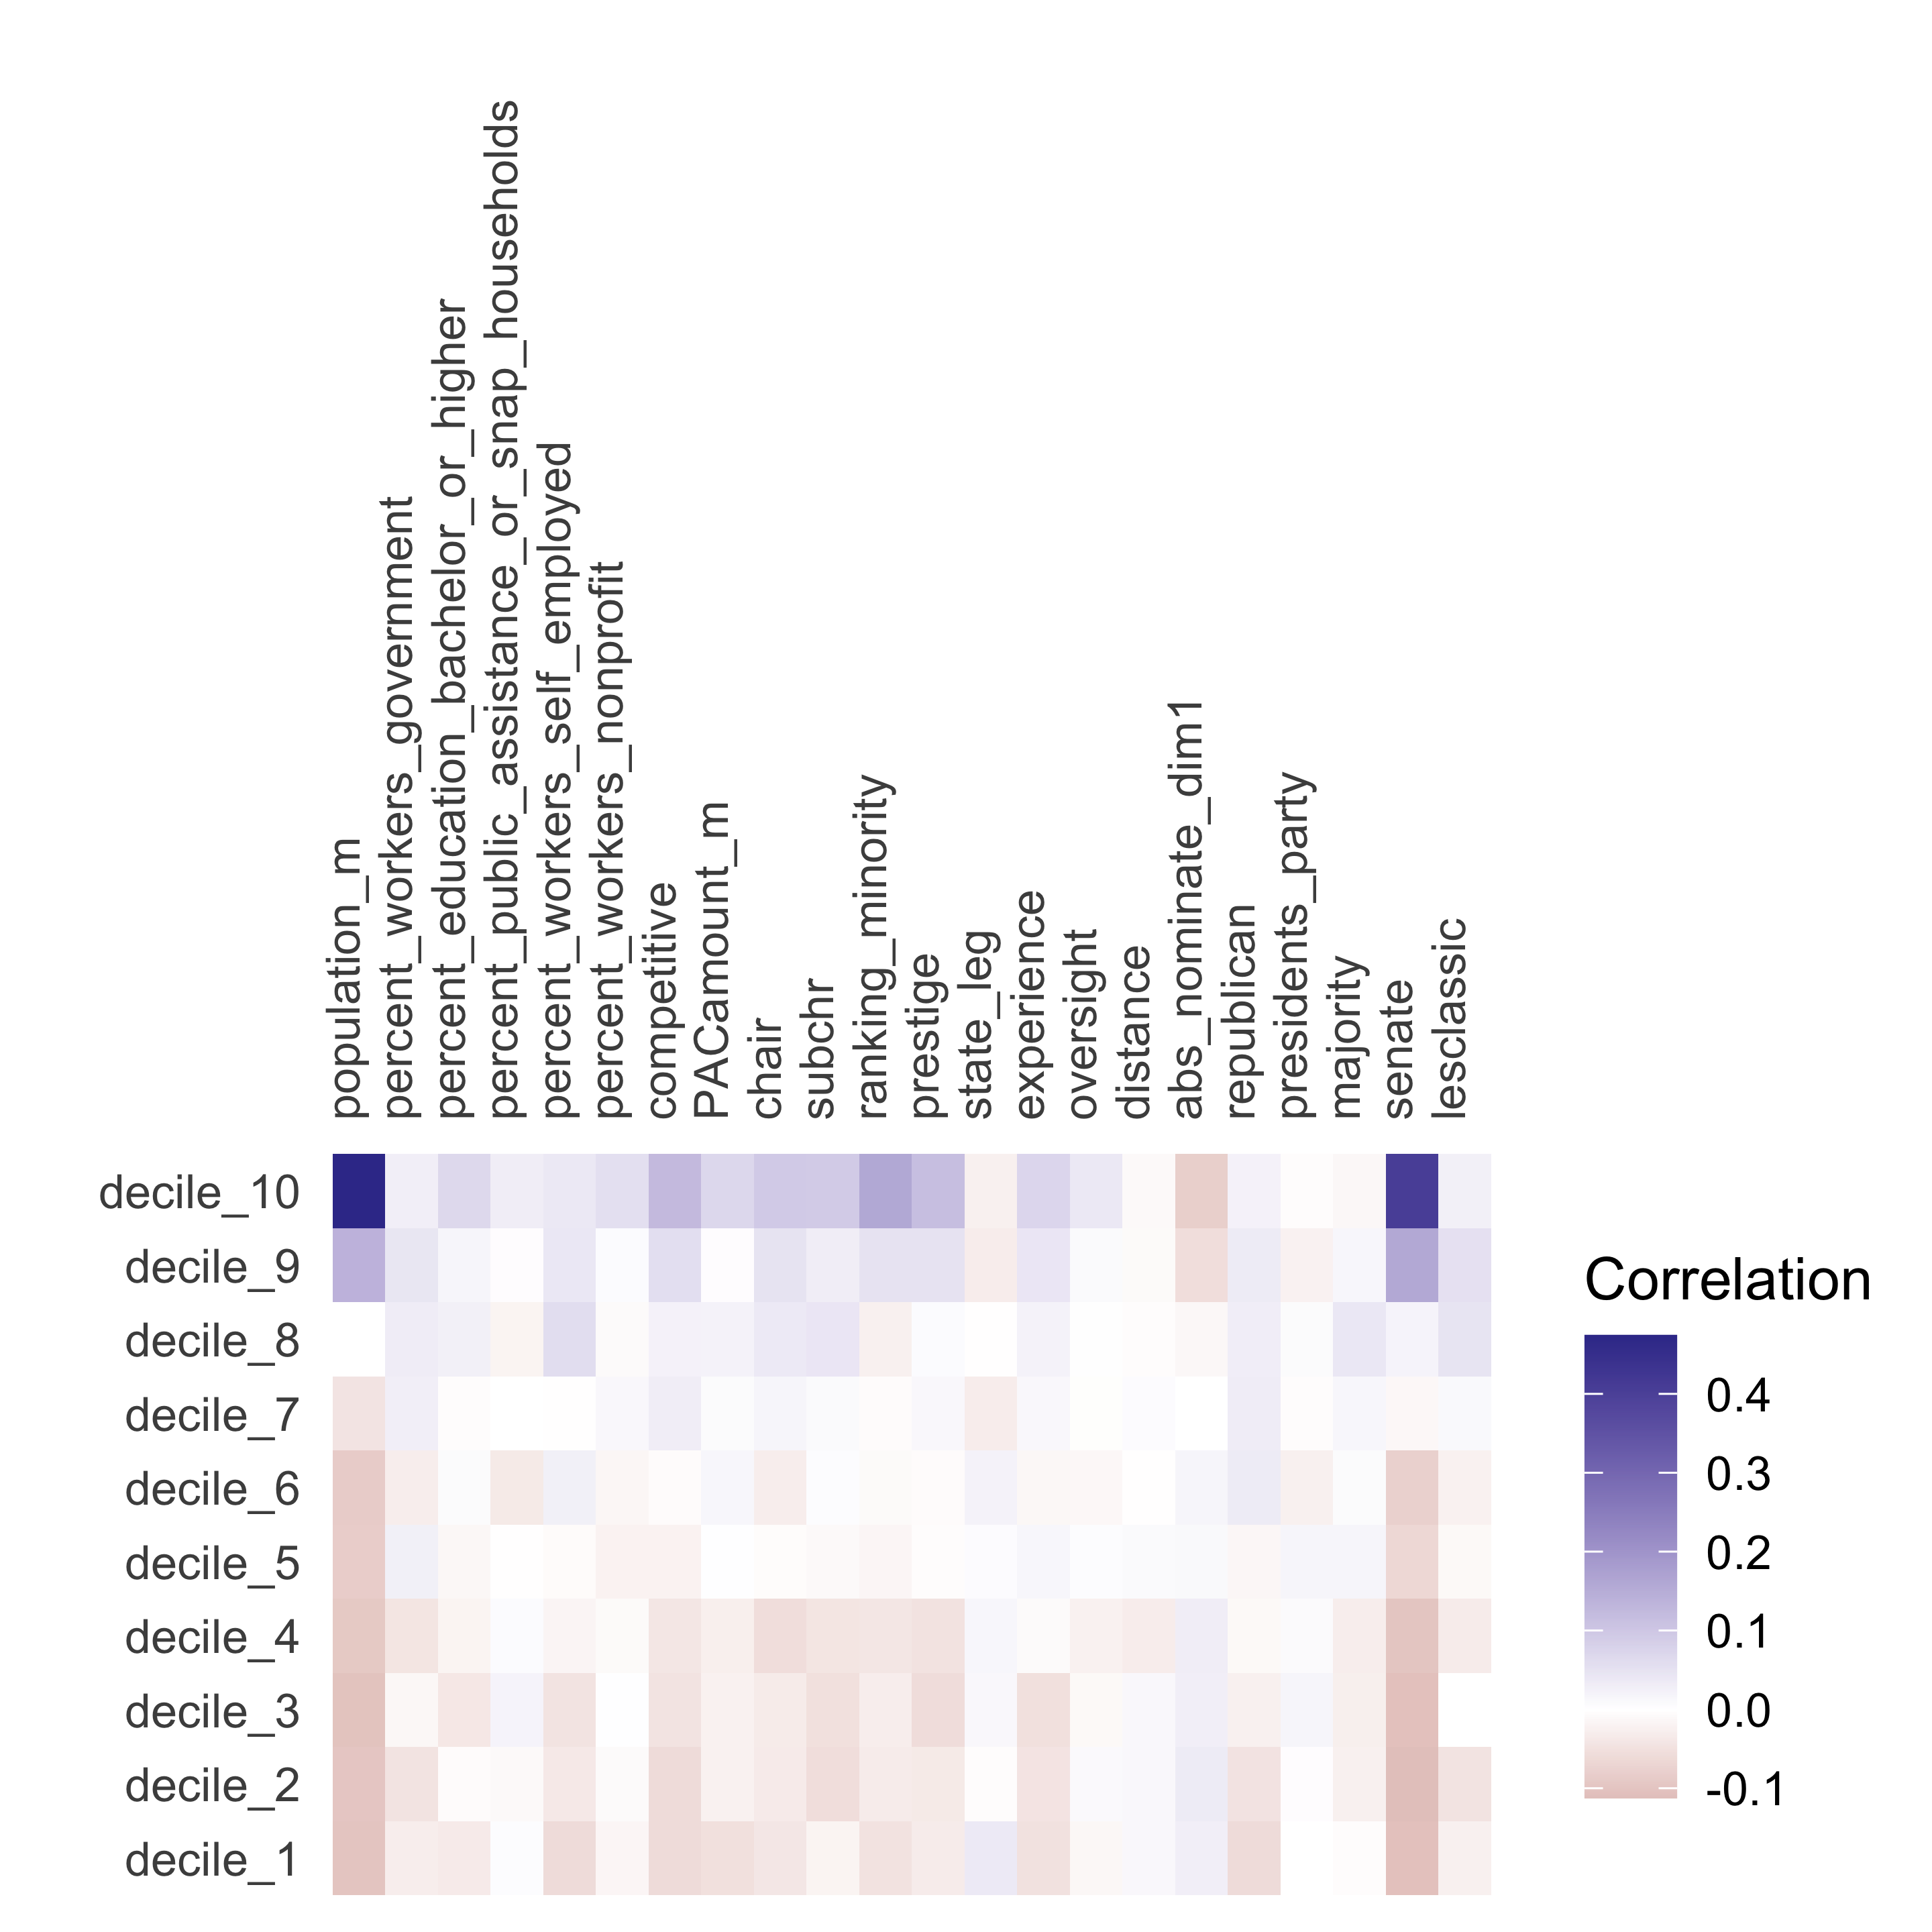 population_m
percent_workers_government
percent_education_bachelor_or_higher
percent_public_assistance_or_snap_households
percent_workers_self_employed
percent_workers_nonprofit
competitive
PACamount_m
chair
subchr
ranking_minority
prestige
state_leg
experience
oversight
distance
abs_nominate_dim1
republican
presidents_party
majority
senate
lesclassic
decile_10
decile_9
decile_8
decile_7
decile_6
decile_5
decile_4
decile_3
decile_2
decile_1
Correlation
0.4
0.3
0.2
0.1
0.0
-0.1